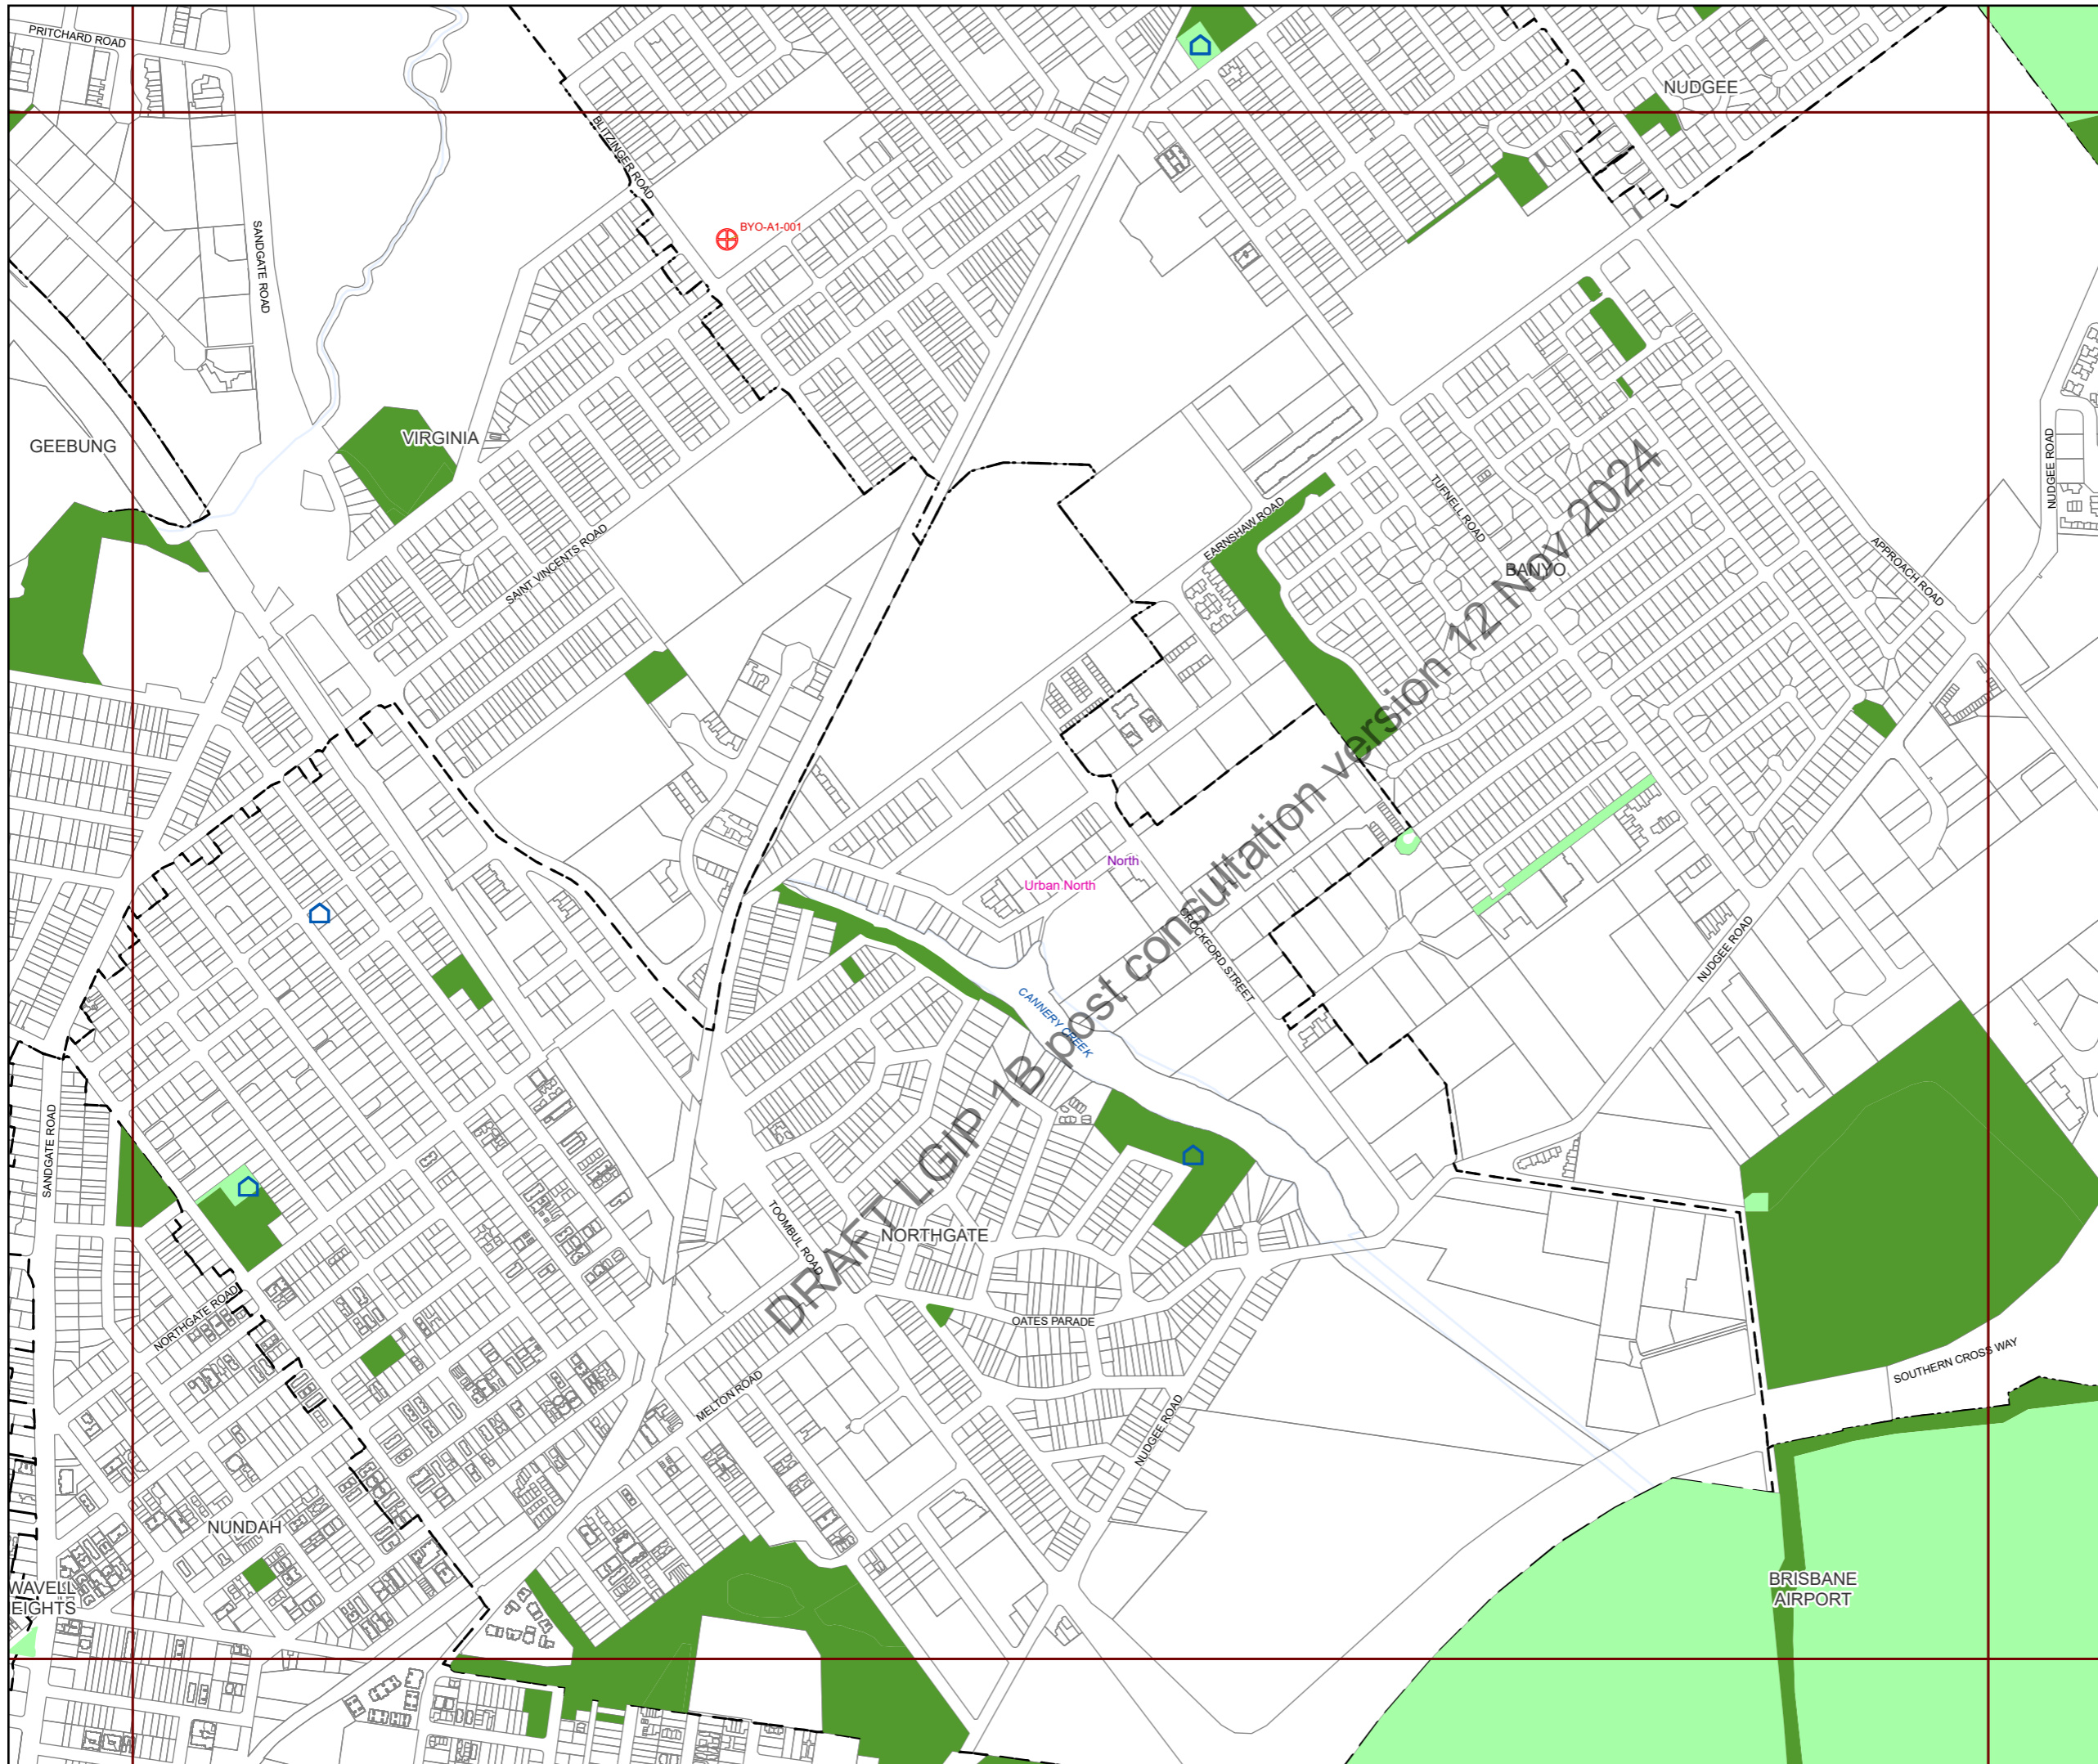 PRITCHARD ROAD
NUDGEE
BLITZINGER ROAD
BYO-A1-001
SANDGATE ROAD
GEEBUNG
VIRGINIA
NUDGEE ROAD
TUFNELL ROAD
EARNSHAW ROAD
SAINT VINCENTS ROAD
BANYO
APPROACH ROAD
DRAFT LGIP 1B post consultation version 12 Nov 2024
North
Urban North
CROCKFORD STREET
NUDGEE ROAD
CANNERY CREEK
SANDGATE ROAD
TOOMBUL ROAD
NORTHGATE
NORTHGATE ROAD
OATES PARADE
SOUTHERN CROSS WAY
MELTON ROAD
NUDGEE ROAD
NUNDAH
WAVELL
EIGHTS
BRISBANE
AIRPORT